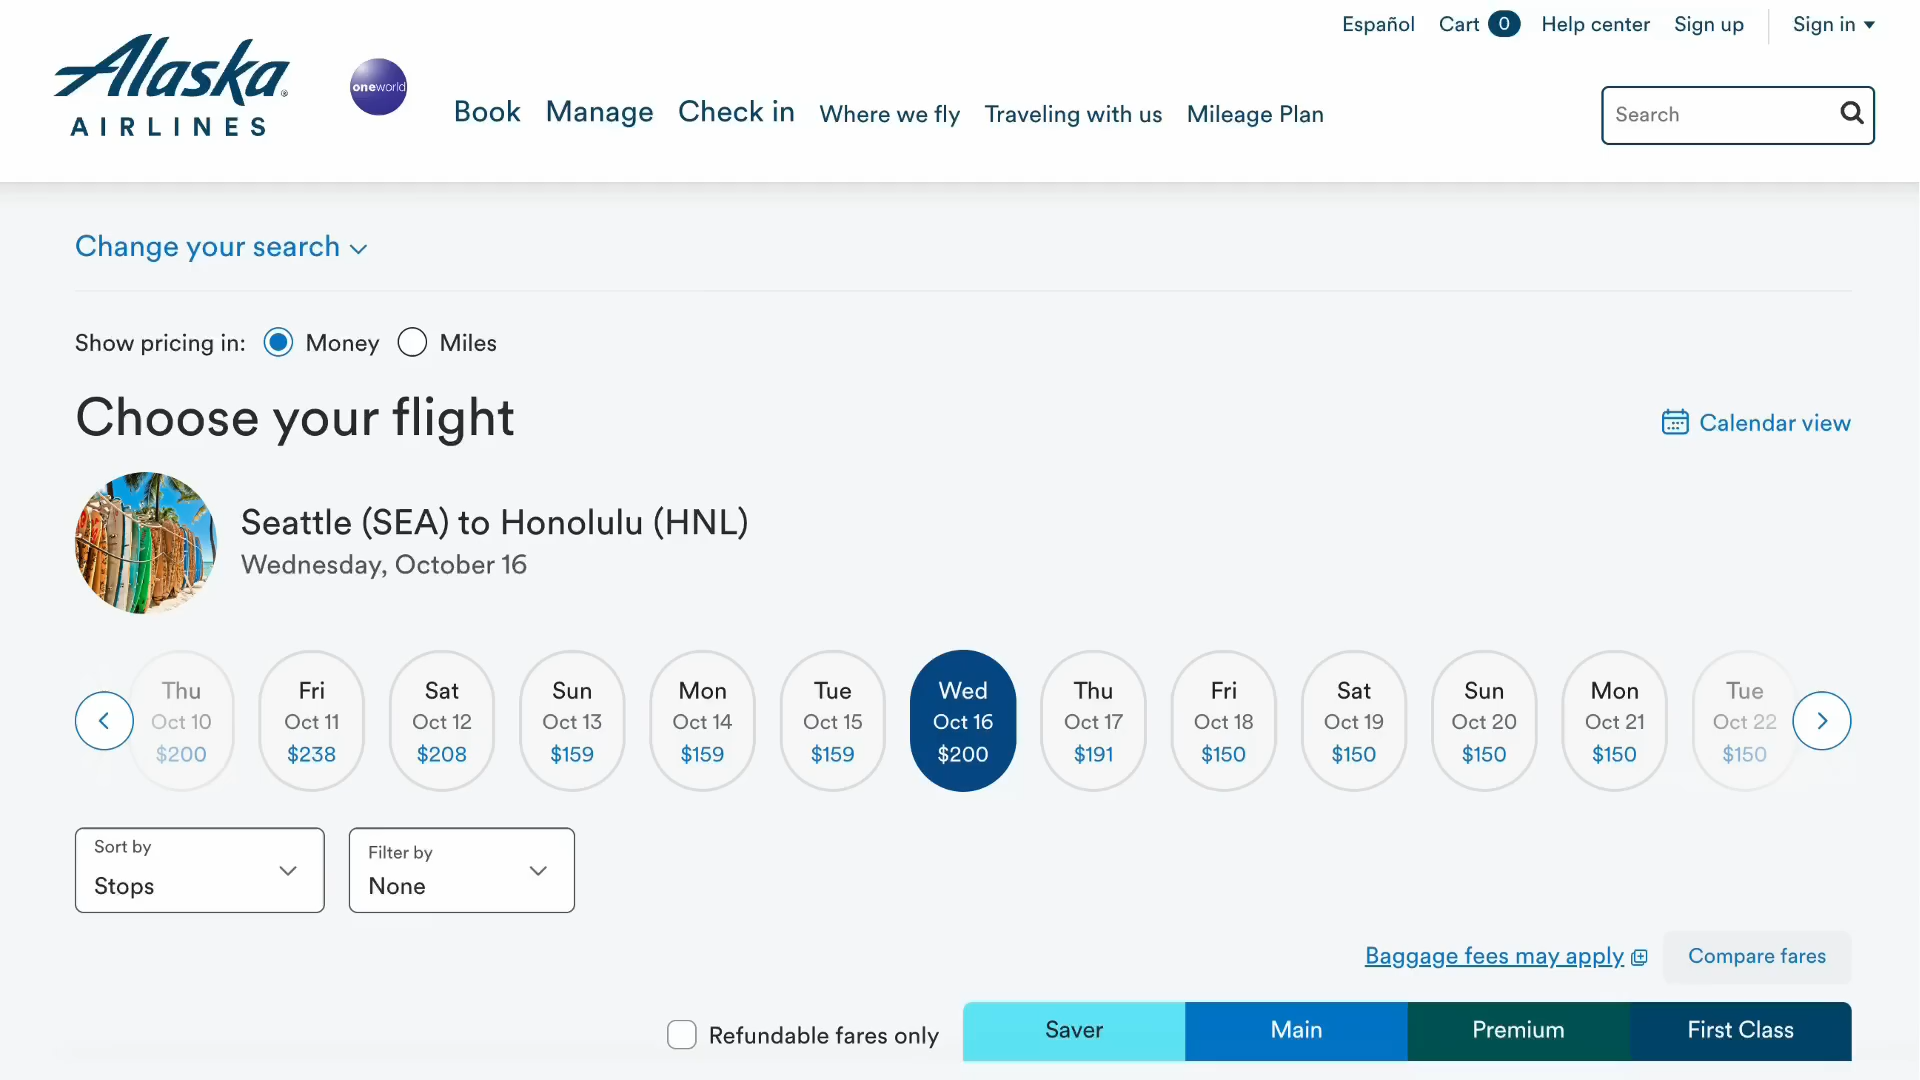 Español Cart 0 Help center Sign up Sign in
Alaska
AIRLINES
oneworld
Book Manage Check in Where we fly Traveling with us Mileage Plan
Search
Change your search
Show pricing in: Money Miles
Choose your flight
Calendar view
Seattle (SEA) to Honolulu (HNL)
Wednesday, October 16
Thu Fri Sat Sun Mon Tue Wed Thu Fri Sat Sun Mon Tue
Oct 10 Oct 11 Oct 12 Oct 13 Oct 14 Oct 15 Oct 16 Oct 17 Oct 18 Oct 19 Oct 20 Oct 21 Oct 22
$200 $238 $208 $159 $159 $159 $200 $191 $150 $150 $150 $150 $150
Sort by
Stops
Filter by
None
Baggage fees may apply Compare fares
Refundable fares only Saver Main Premium First Class